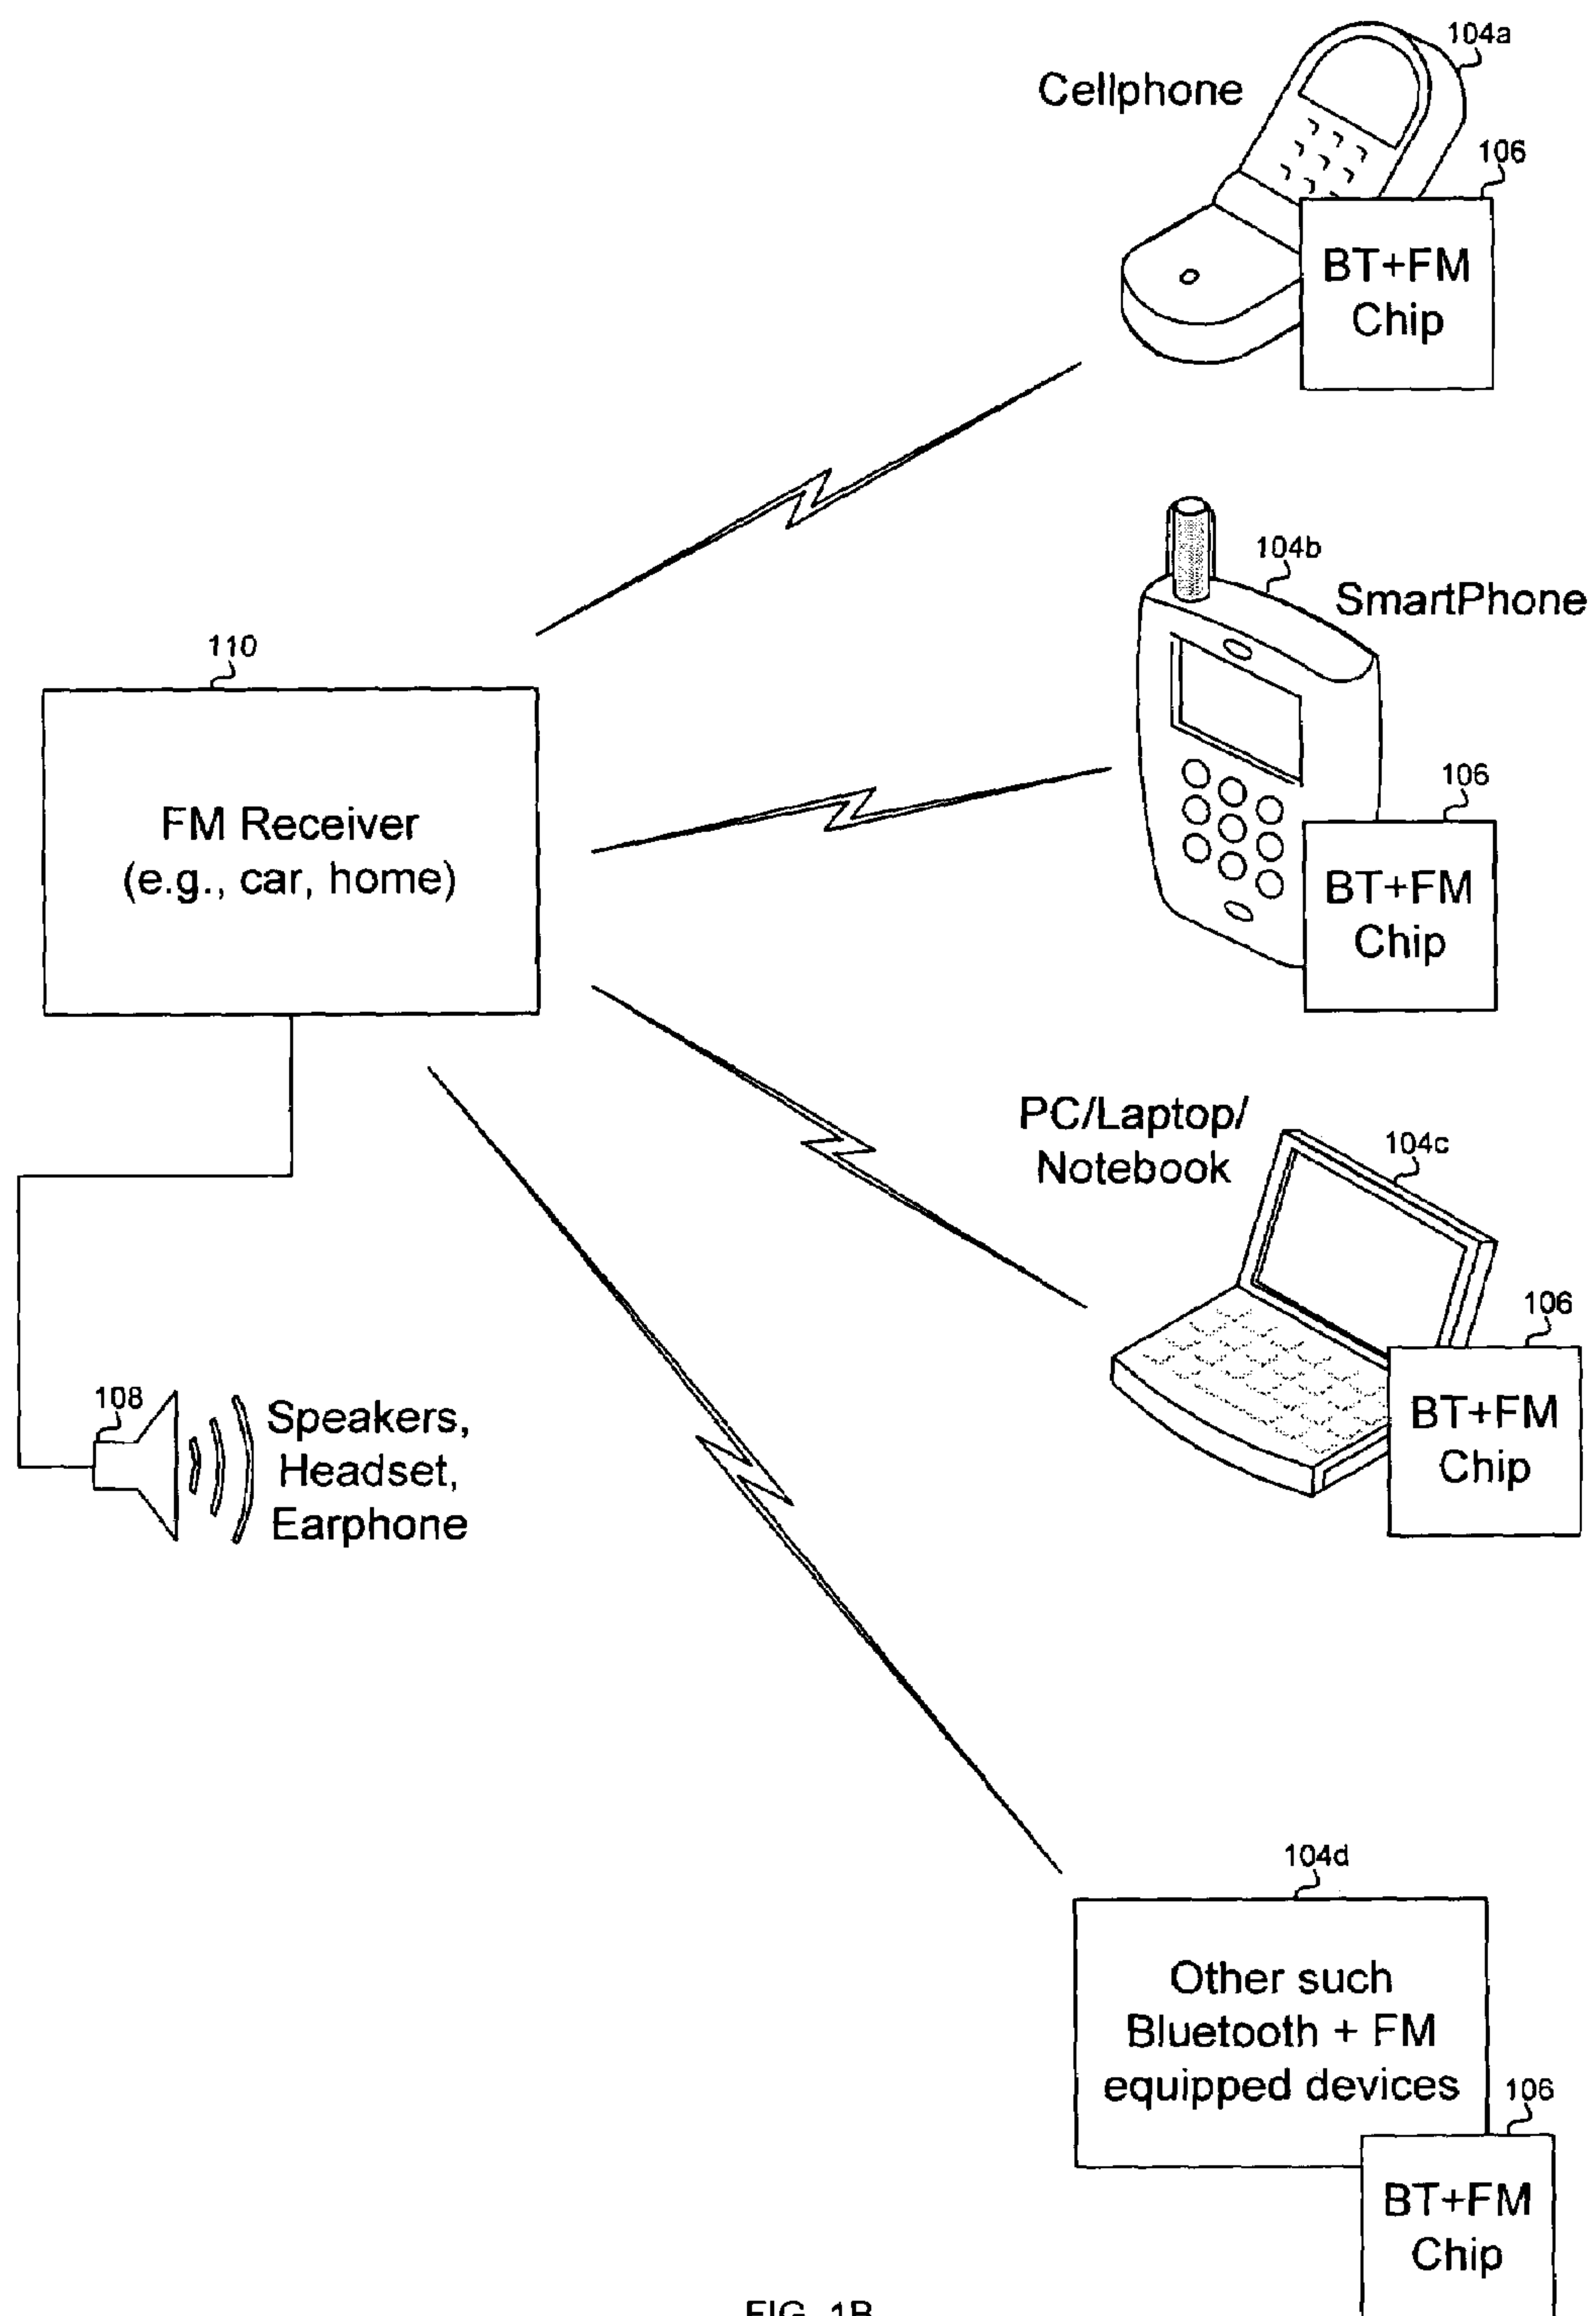 104a
Cellphone
106
BT+FM
Chip
104b
SmartPhone
110
FM Receiver
(e.g., car, home)
106
BT+FM
Chip
PC/Laptop/
Notebook
104c
106
BT+FM
Chip
108
Speakers,
Headset,
Earphone
104d
Other such
Bluetooth + FM
equipped devices
106
BT+FM
Chip
FIG. 1B